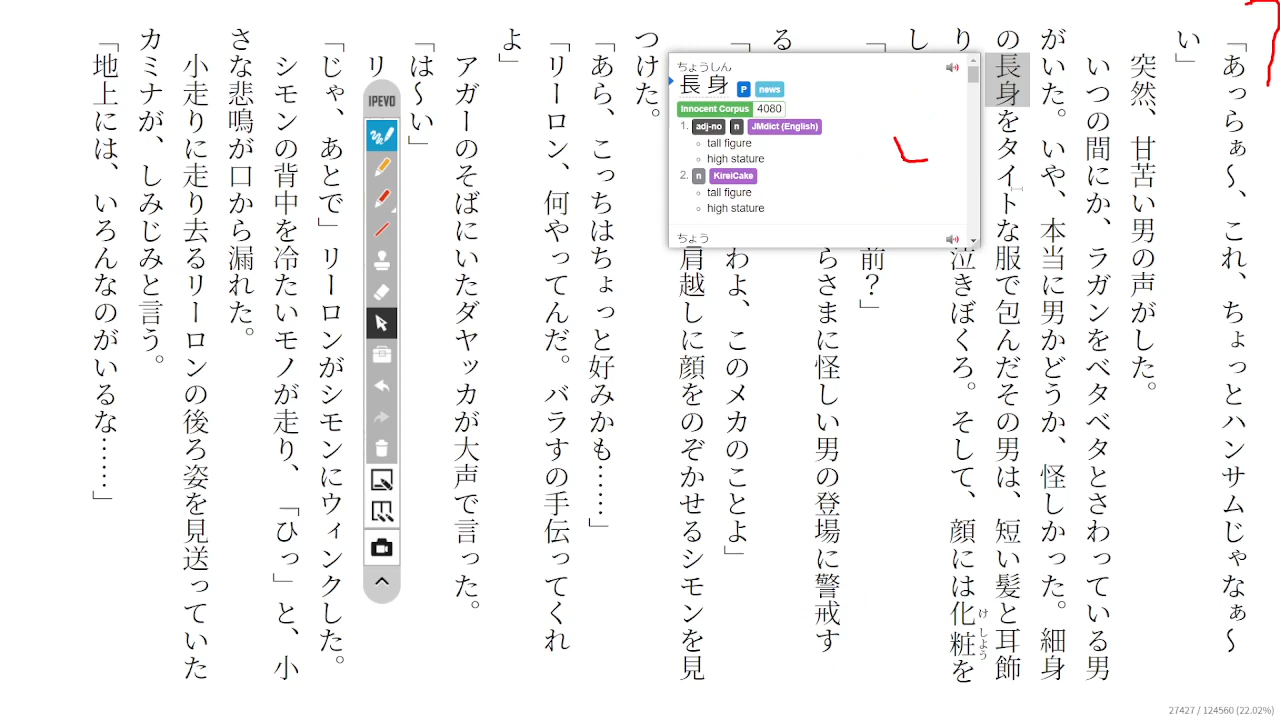 「あっらぁ～、これ、ちょっとハンサムじゃなぁ～
い」
突然、甘苦い男の声がした。
いつの間にか、ラガンをベタベタとさわっている男
がいた。いや、本当に男かどうか、怪しかった。細身
の長身をタイトな服で包んだその男は、短い髪と耳飾
り
泣きぼくろ。そして、顔には化粧を
けしょう
し
「
前？」
らさまに怪しい男の登場に警戒す
る
「
わよ、このメカのことよ」
肩越しに顔をのぞかせるシモンを見
つけた。
「あら、こっちはちょっと好みかも……」
「リーロン、何やってんだ。バラすの手伝ってくれ
よ」
アガーのそばにいたダヤッカが大声で言った。
「は～い」
リ
「じゃ、あとで」リーロンがシモンにウィンクした。
シモンの背中を冷たいモノが走り、「ひっ」と、小
さな悲鳴が口から漏れた。
小走りに走り去るリーロンの後ろ姿を見送っていた
カミナが、しみじみと言う。
「地上には、いろんなのがいるな……」
ちょうしん
長身 P news
Innocent Corpus 4080
1. adj-no n JMdict (English)
tall figure
high stature
2. n KireiCake
tall figure
high stature
ちょう
IPEVO
27427 / 124560 (22.02%)